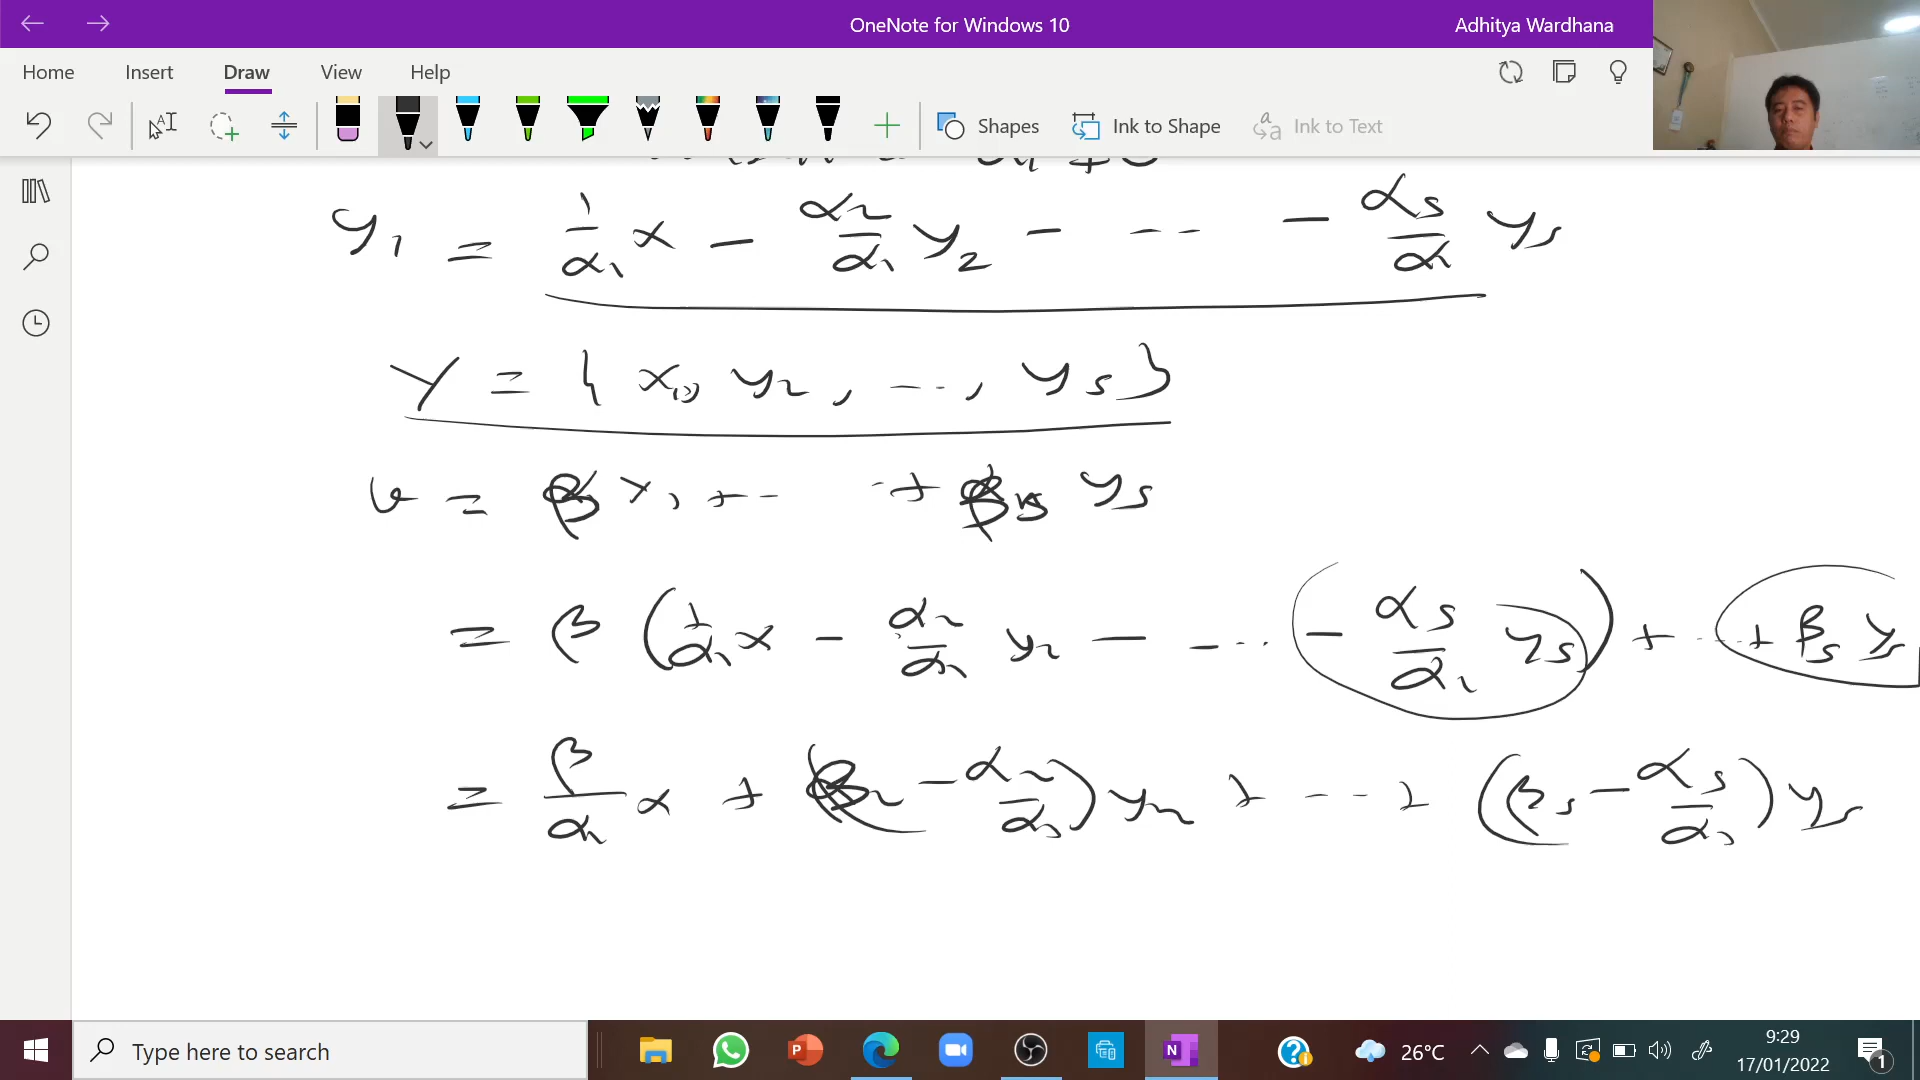 OneNote for Windows 10
Adhitya Wardhana
Home Insert Draw View Help
Shapes Ink to Shape Ink to Text
y₁ = 1/α₁ x - α₂/α₁ y₂ - ... - αₛ/α₁ yₛ
Y = { x₁, y₂, ..., yₛ }
v = β y₁ + ... + βₛ yₛ
= β (1/α₁ x - α₂/α₁ y₂ - ... - αₛ/α₁ yₛ) + ... + βₛ yₛ
= β/α₁ x + (β₂ - α₂/α₁) y₂ + ... + (βₛ - αₛ/α₁) yₛ
Type here to search
26°C
9:29
17/01/2022
1